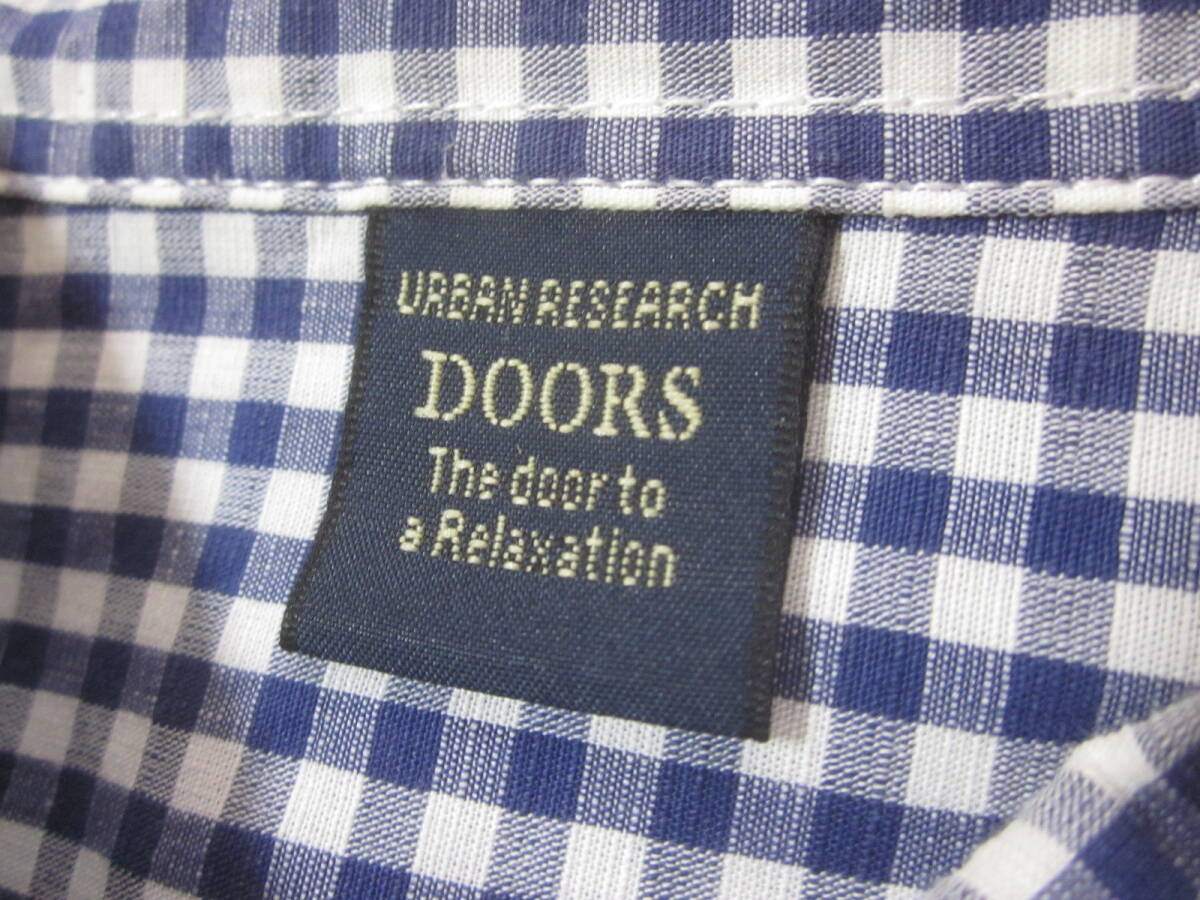 URBAN RESEARCH
DOORS
The door to
a Relaxation